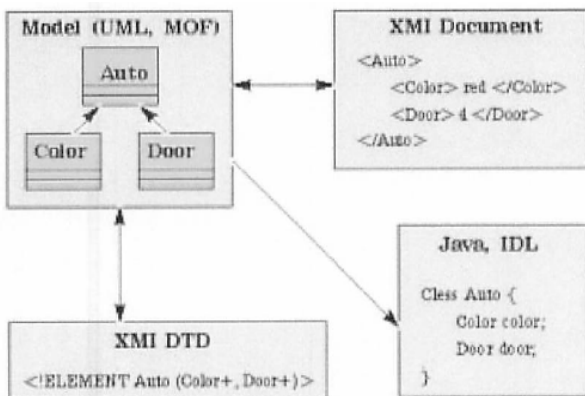 Model (UML, MOF)
Auto
Color
Door
XMI Document
<Auto>
<Color> red </Color>
<Door> 4 </Door>
</Auto>
Java, IDL
Cless Auto {
Color color;
Door door;
}
XMI DTD
<!ELEMENT Auto (Color+, Door+)>